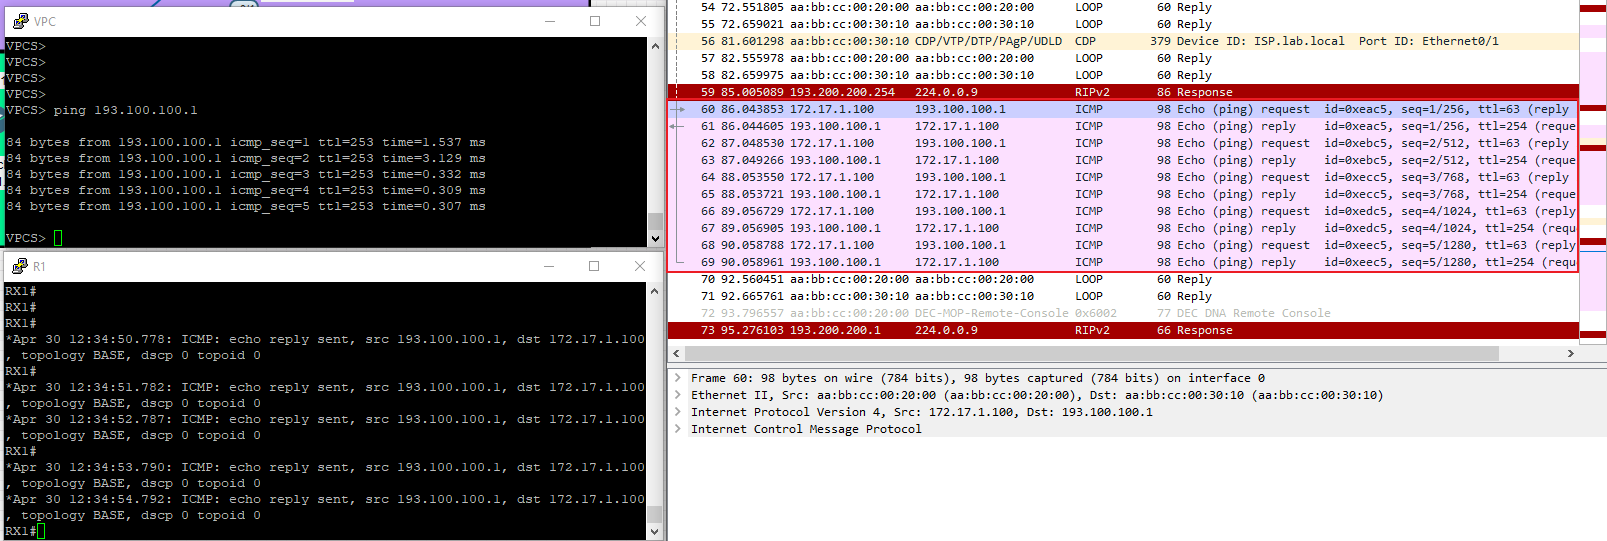 VPC
VPCS>
VPCS>
VPCS>
VPCS>
VPCS> ping 193.100.100.1
84 bytes from 193.100.100.1 icmp_seq=1 ttl=253 time=1.537 ms
84 bytes from 193.100.100.1 icmp_seq=2 ttl=253 time=3.129 ms
84 bytes from 193.100.100.1 icmp_seq=3 ttl=253 time=0.332 ms
84 bytes from 193.100.100.1 icmp_seq=4 ttl=253 time=0.309 ms
84 bytes from 193.100.100.1 icmp_seq=5 ttl=253 time=0.307 ms
VPCS>
R1
RX1#
RX1#
RX1#
*Apr 30 12:34:50.778: ICMP: echo reply sent, src 193.100.100.1, dst 172.17.1.100
, topology BASE, dscp 0 topoid 0
RX1#
*Apr 30 12:34:51.782: ICMP: echo reply sent, src 193.100.100.1, dst 172.17.1.100
, topology BASE, dscp 0 topoid 0
*Apr 30 12:34:52.787: ICMP: echo reply sent, src 193.100.100.1, dst 172.17.1.100
, topology BASE, dscp 0 topoid 0
RX1#
*Apr 30 12:34:53.790: ICMP: echo reply sent, src 193.100.100.1, dst 172.17.1.100
, topology BASE, dscp 0 topoid 0
*Apr 30 12:34:54.792: ICMP: echo reply sent, src 193.100.100.1, dst 172.17.1.100
, topology BASE, dscp 0 topoid 0
RX1#
54 72.551805 aa:bb:cc:00:20:00 aa:bb:cc:00:20:00 LOOP 60 Reply
55 72.659021 aa:bb:cc:00:30:10 aa:bb:cc:00:30:10 LOOP 60 Reply
56 81.601298 aa:bb:cc:00:30:10 CDP/VTP/DTP/PAgP/UDLD CDP 379 Device ID: ISP.lab.local Port ID: Ethernet0/1
57 82.555978 aa:bb:cc:00:20:00 aa:bb:cc:00:20:00 LOOP 60 Reply
58 82.659975 aa:bb:cc:00:30:10 aa:bb:cc:00:30:10 LOOP 60 Reply
59 85.005089 193.200.200.254 224.0.0.9 RIPv2 86 Response
60 86.043853 172.17.1.100 193.100.100.1 ICMP 98 Echo (ping) request id=0xeac5, seq=1/256, ttl=63 (reply
61 86.044605 193.100.100.1 172.17.1.100 ICMP 98 Echo (ping) reply id=0xeac5, seq=1/256, ttl=254 (reque
62 87.048530 172.17.1.100 193.100.100.1 ICMP 98 Echo (ping) request id=0xebc5, seq=2/512, ttl=63 (reply
63 87.049266 193.100.100.1 172.17.1.100 ICMP 98 Echo (ping) reply id=0xebc5, seq=2/512, ttl=254 (reque
64 88.053550 172.17.1.100 193.100.100.1 ICMP 98 Echo (ping) request id=0xecc5, seq=3/768, ttl=63 (reply
65 88.053721 193.100.100.1 172.17.1.100 ICMP 98 Echo (ping) reply id=0xecc5, seq=3/768, ttl=254 (reque
66 89.056729 172.17.1.100 193.100.100.1 ICMP 98 Echo (ping) request id=0xedc5, seq=4/1024, ttl=63 (reply
67 89.056905 193.100.100.1 172.17.1.100 ICMP 98 Echo (ping) reply id=0xedc5, seq=4/1024, ttl=254 (requ
68 90.058788 172.17.1.100 193.100.100.1 ICMP 98 Echo (ping) request id=0xeec5, seq=5/1280, ttl=63 (reply
69 90.058961 193.100.100.1 172.17.1.100 ICMP 98 Echo (ping) reply id=0xeec5, seq=5/1280, ttl=254 (requ
70 92.560451 aa:bb:cc:00:20:00 aa:bb:cc:00:20:00 LOOP 60 Reply
71 92.665761 aa:bb:cc:00:30:10 aa:bb:cc:00:30:10 LOOP 60 Reply
72 93.796557 aa:bb:cc:00:20:00 DEC-MOP-Remote-Console 0x6002 77 DEC DNA Remote Console
73 95.276103 193.200.200.1 224.0.0.9 RIPv2 66 Response
Frame 60: 98 bytes on wire (784 bits), 98 bytes captured (784 bits) on interface 0
Ethernet II, Src: aa:bb:cc:00:20:00 (aa:bb:cc:00:20:00), Dst: aa:bb:cc:00:30:10 (aa:bb:cc:00:30:10)
Internet Protocol Version 4, Src: 172.17.1.100, Dst: 193.100.100.1
Internet Control Message Protocol